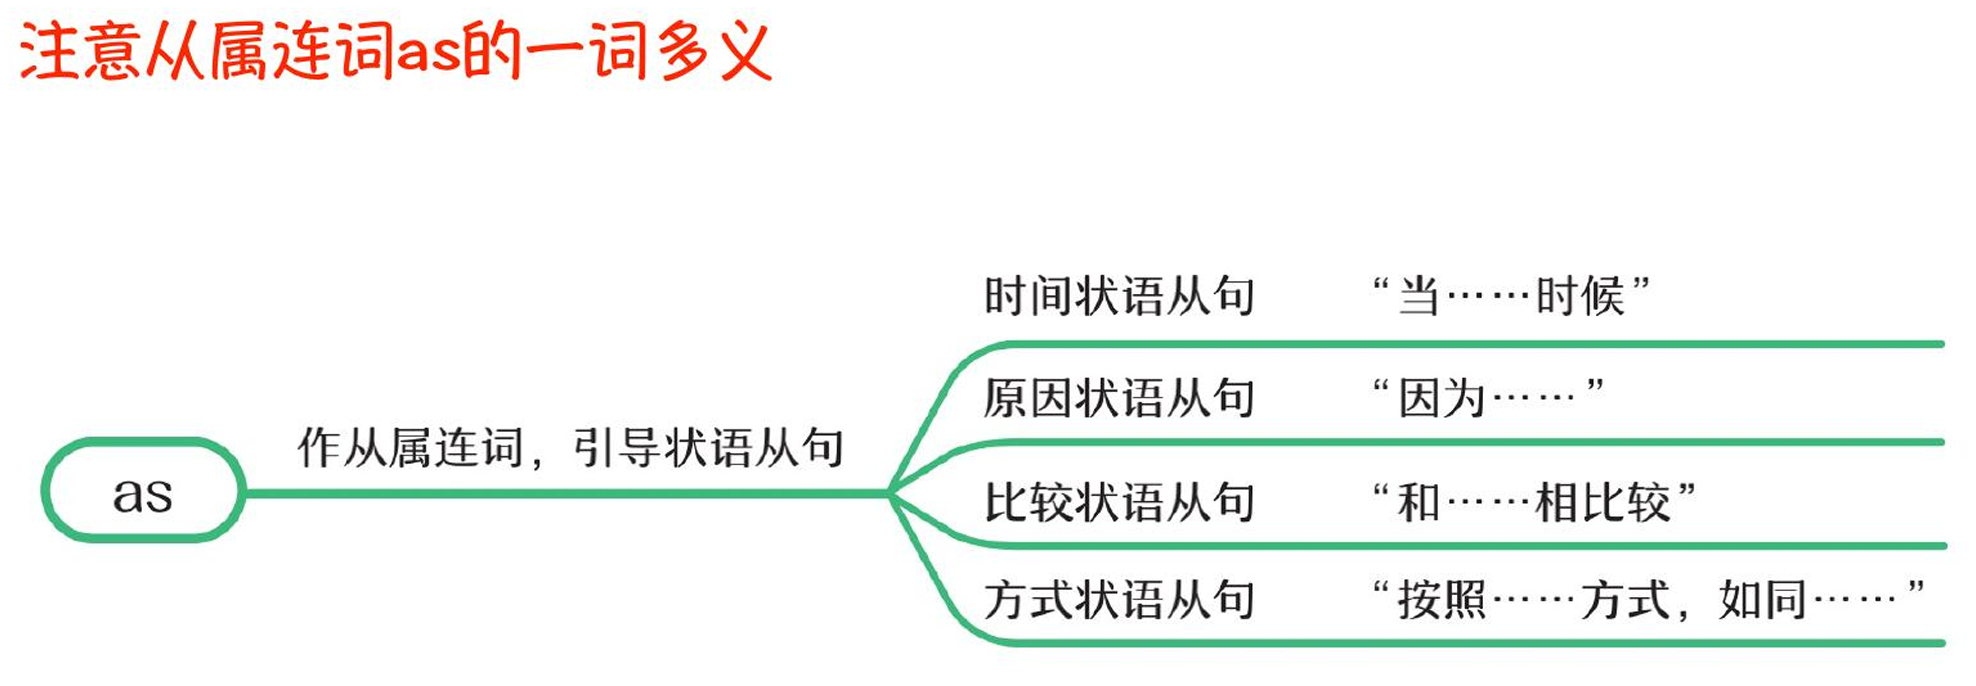 注意从属连词as的一词多义
时间状语从句 “当……时候”
原因状语从句 “因为……”
作从属连词，引导状语从句
as
比较状语从句 “和……相比较”
方式状语从句 “按照……方式，如同……”